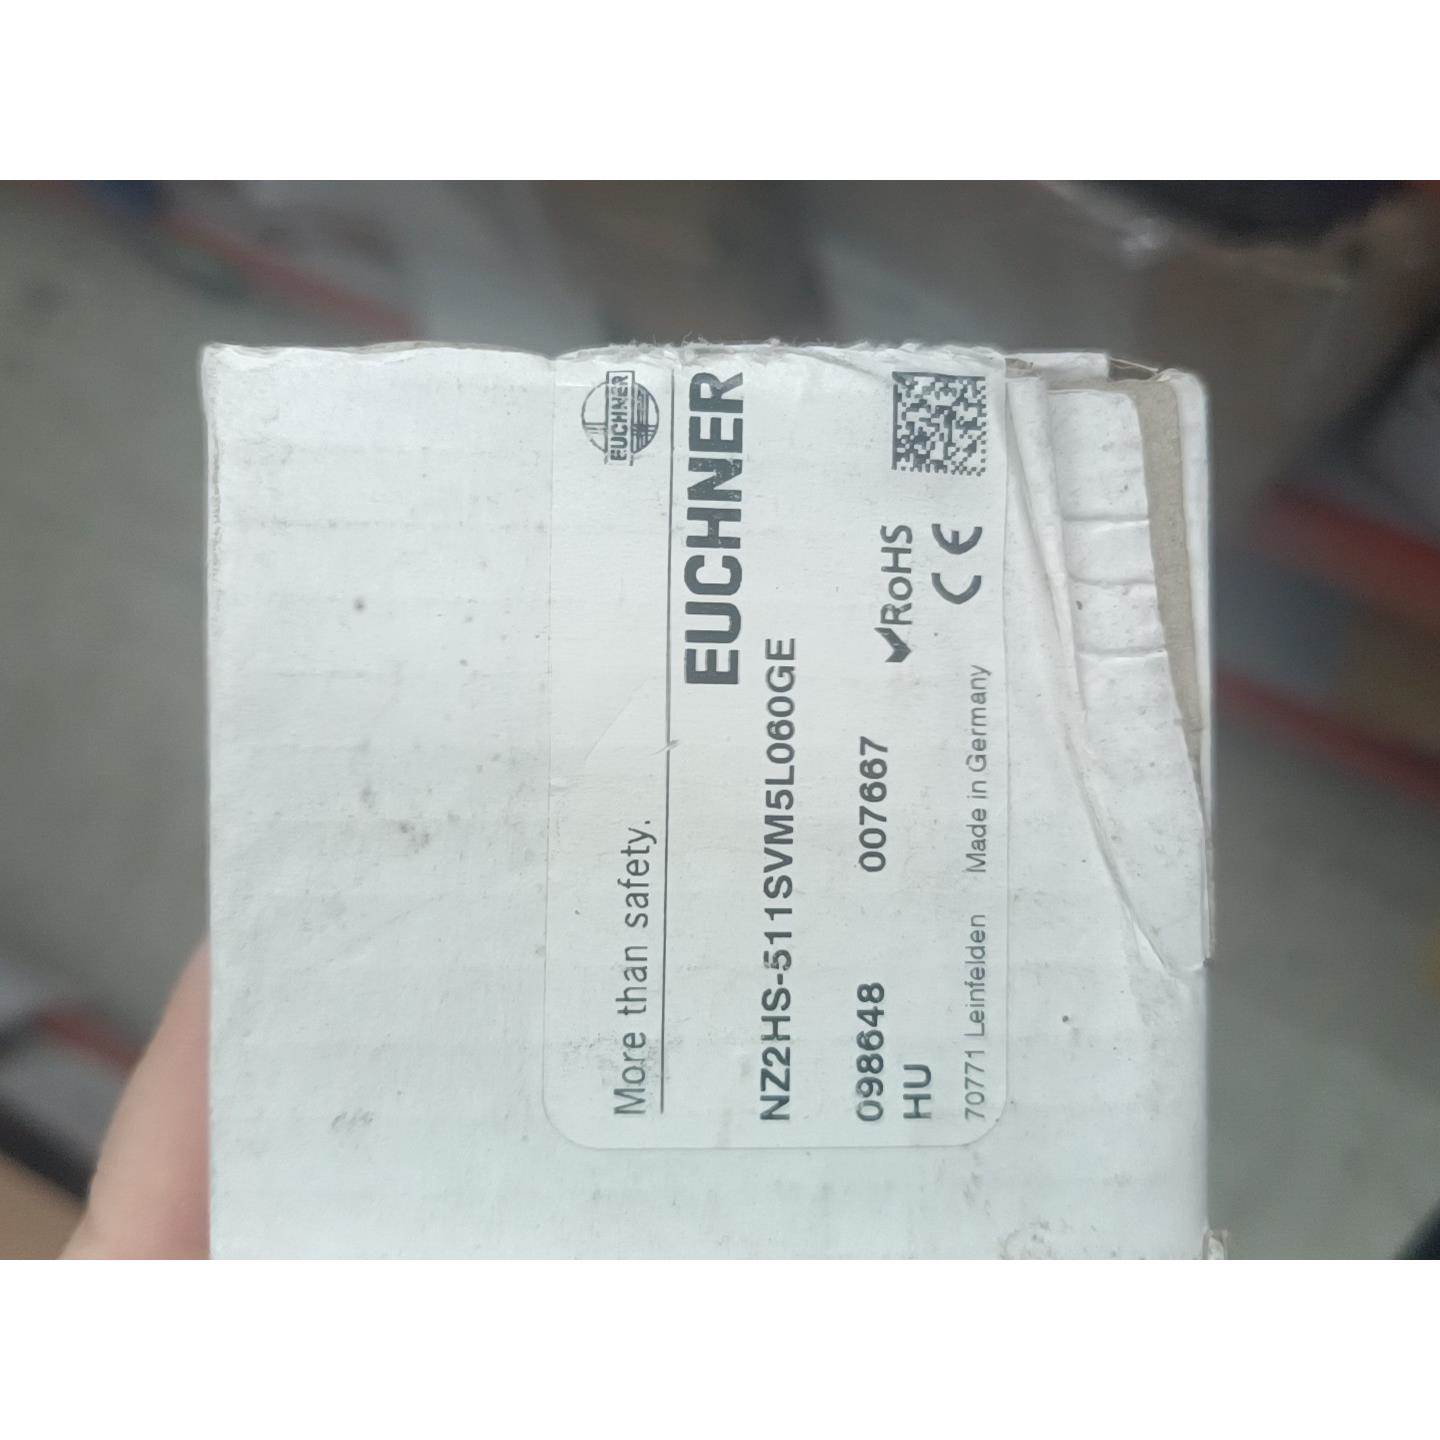 More than safety.
EUCHNER
EUCHNER
NZ2HS-511SVM5L060GE
098648 007667
HU
RoHS
CE
70771 Leinfelden Made in Germany